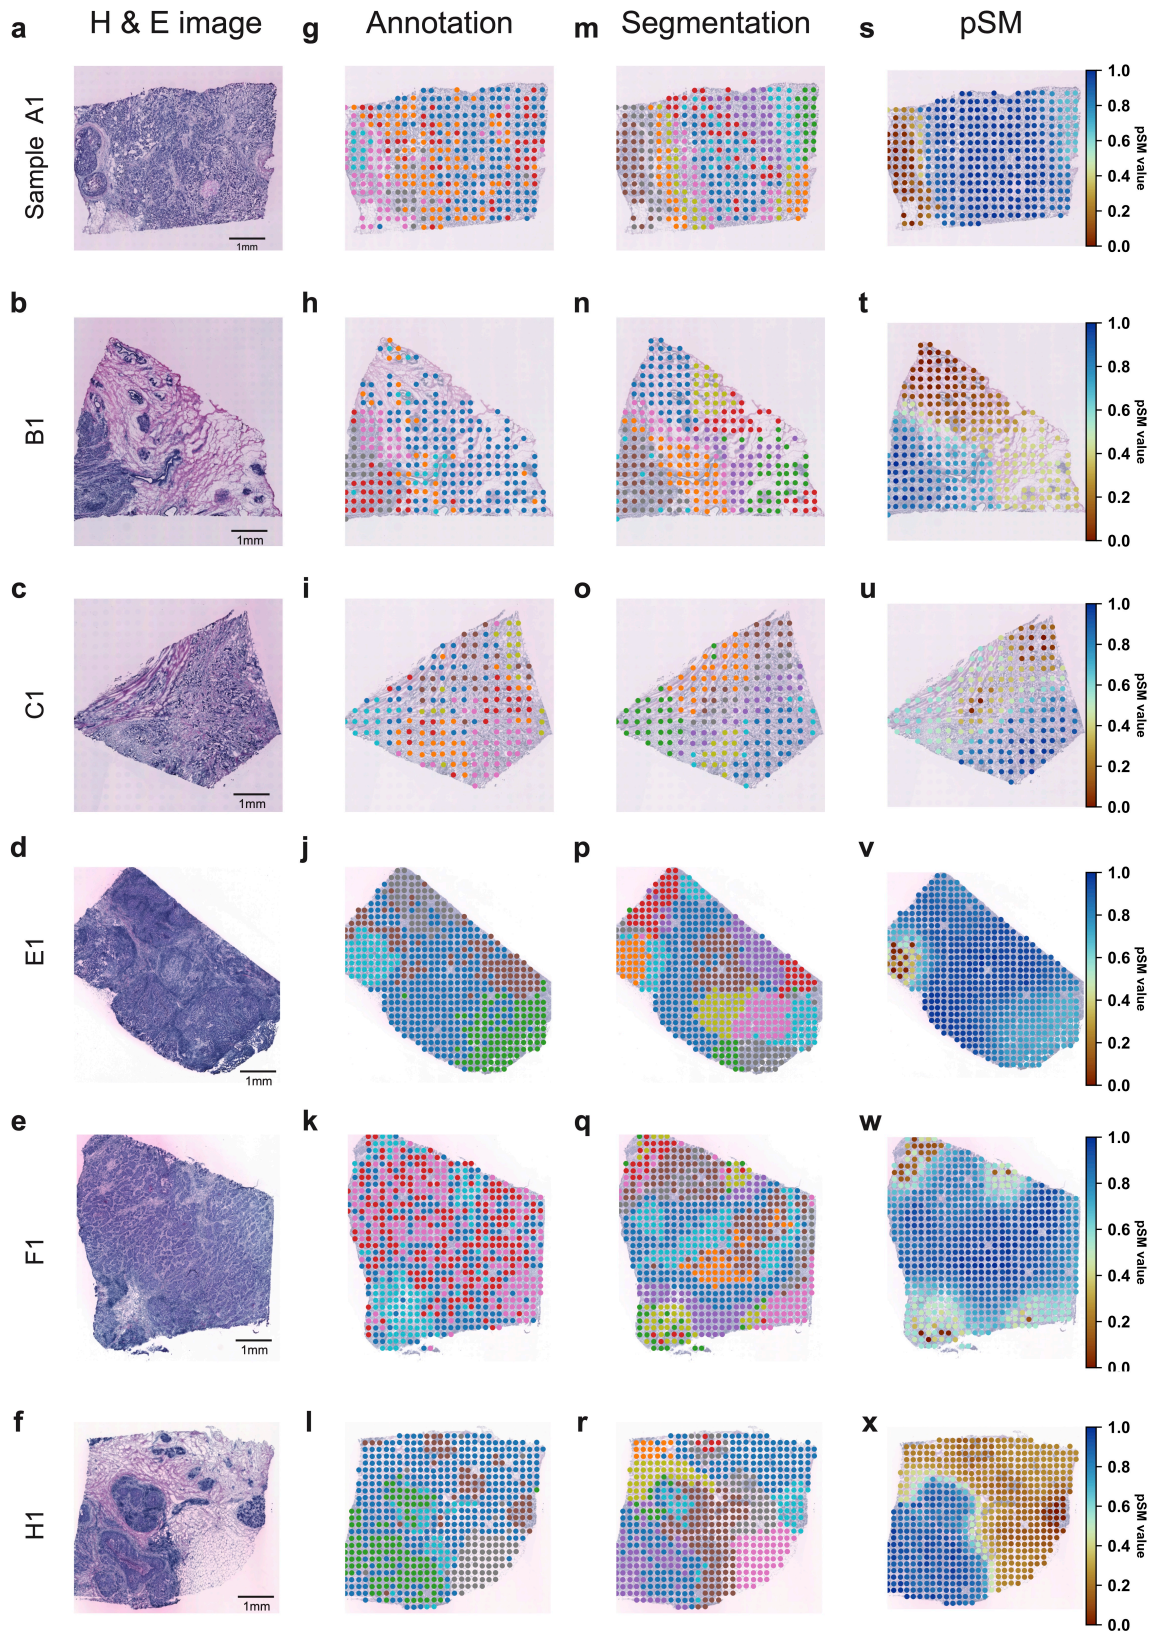 a H & E image g Annotation m Segmentation s pSM
Sample A1
1mm
1.0
0.8
0.6
0.4
0.2
0.0
pSM value
b h n t
B1
1mm
1.0
0.8
0.6
0.4
0.2
0.0
pSM value
c i o u
C1
1mm
1.0
0.8
0.6
0.4
0.2
0.0
pSM value
d j p v
E1
1mm
1.0
0.8
0.6
0.4
0.2
0.0
pSM value
e k q w
F1
1mm
1.0
0.8
0.6
0.4
0.2
0.0
pSM value
f l r x
H1
1mm
1.0
0.8
0.6
0.4
0.2
0.0
pSM value